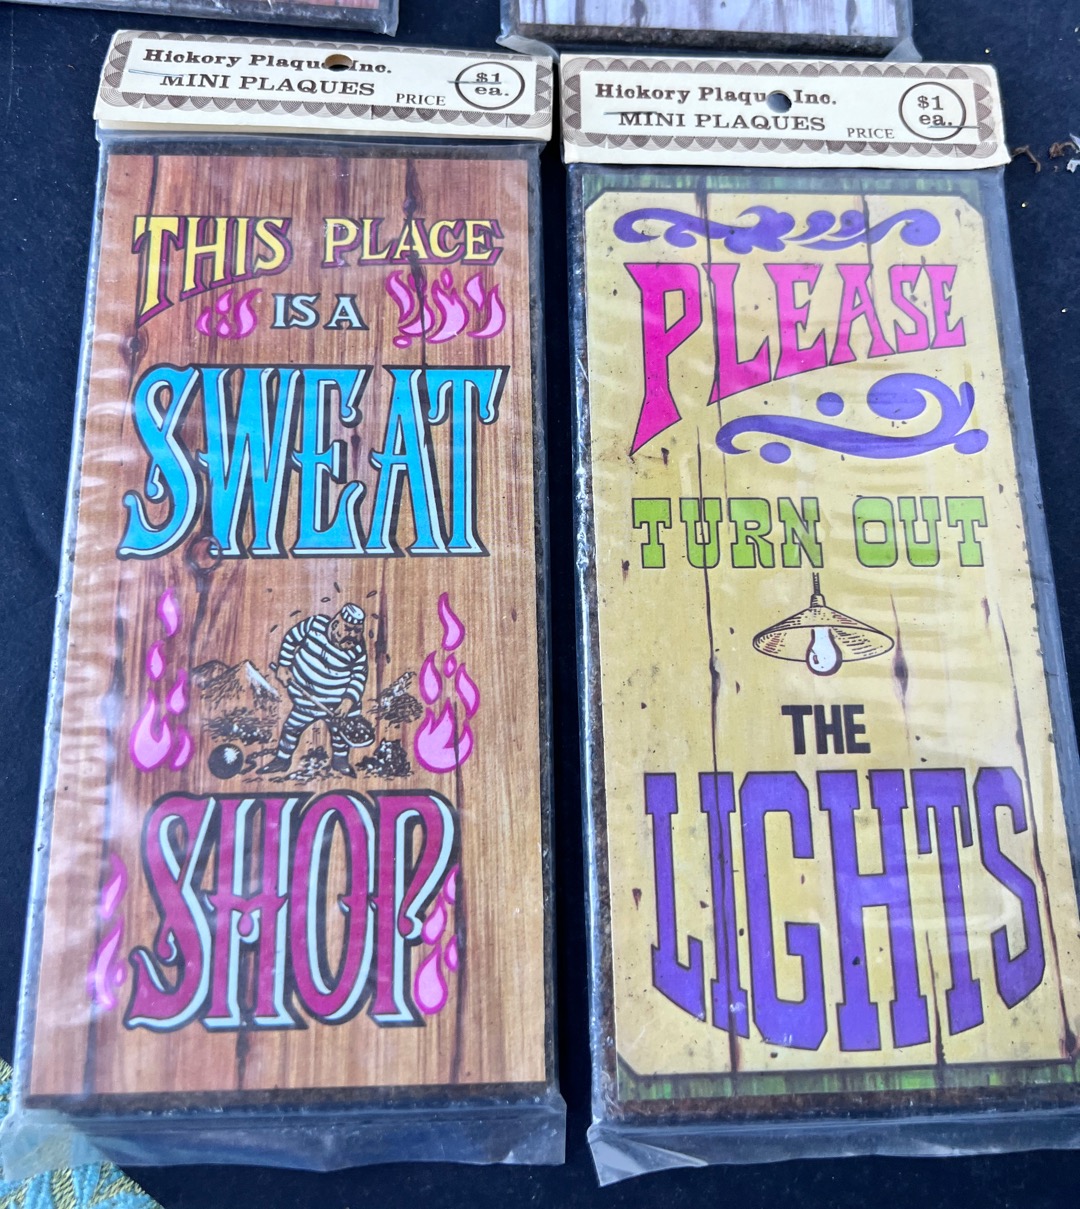 Hickory Plaque Inc.
MINI PLAQUES
PRICE
$1
ea.
THIS PLACE
IS A
SWEAT
SHOP
Hickory Plaque Inc.
MINI PLAQUES
PRICE
$1
ea.
PLEASE
TURN OUT
THE
LIGHTS